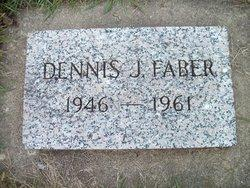 DENNIS J. FABER
1946 — 1961